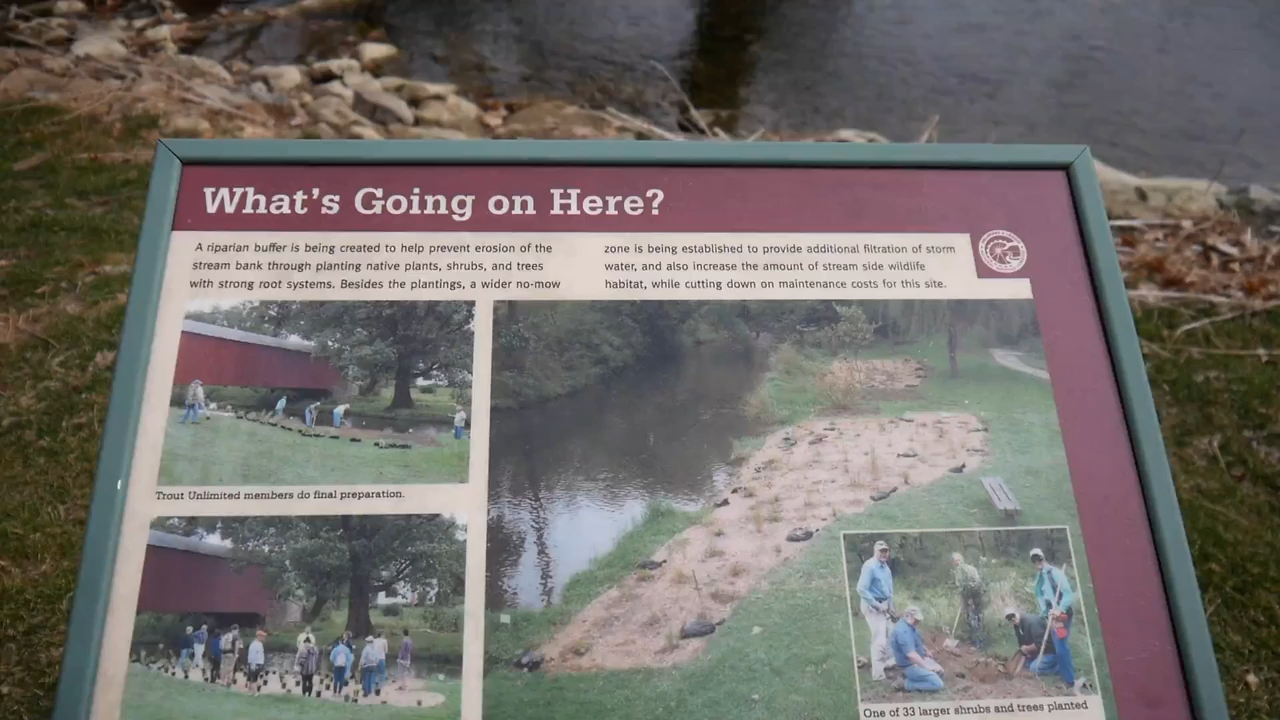 What's Going on Here?
A riparian buffer is being created to help prevent erosion of the
stream bank through planting native plants, shrubs, and trees
with strong root systems. Besides the plantings, a wider no-mow
zone is being established to provide additional filtration of storm
water, and also increase the amount of stream side wildlife
habitat, while cutting down on maintenance costs for this site.
Trout Unlimited members do final preparation.
One of 33 larger shrubs and trees planted